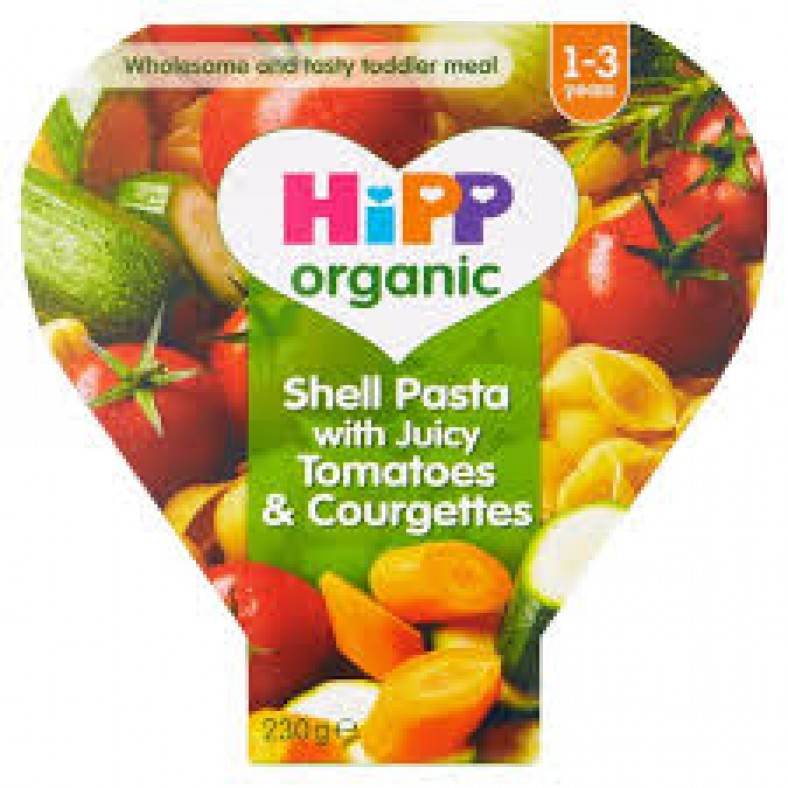 Wholesome and tasty toddler meal
1-3
years
HiPP
organic
Shell Pasta
with Juicy
Tomatoes
& Courgettes
230g e